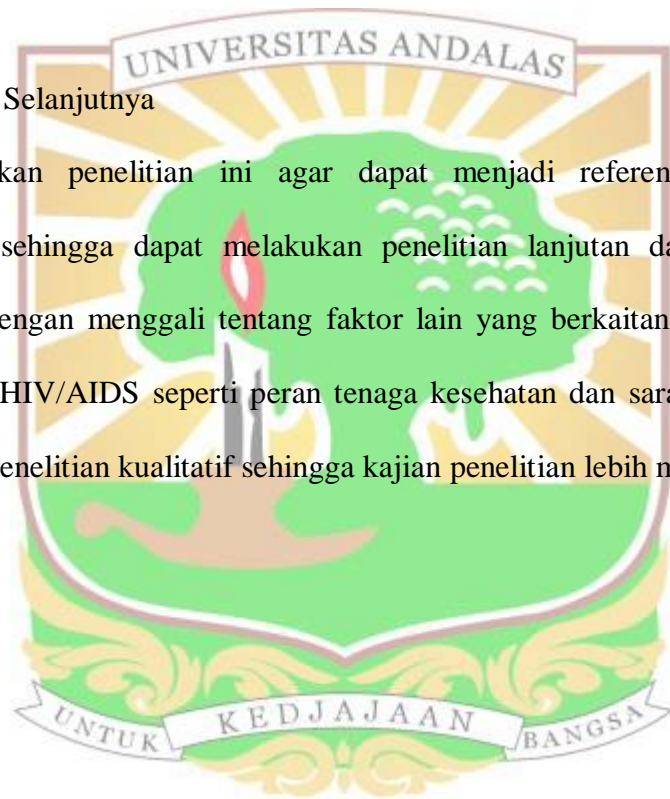 UNIVERSITAS ANDALAS
Selanjutnya
kan penelitian ini agar dapat menjadi referen
sehingga dapat melakukan penelitian lanjutan da
engan menggali tentang faktor lain yang berkaitan
HIV/AIDS seperti peran tenaga kesehatan dan sara
enelitian kualitatif sehingga kajian penelitian lebih
UNTUK KEDJAJAAN BANGSA